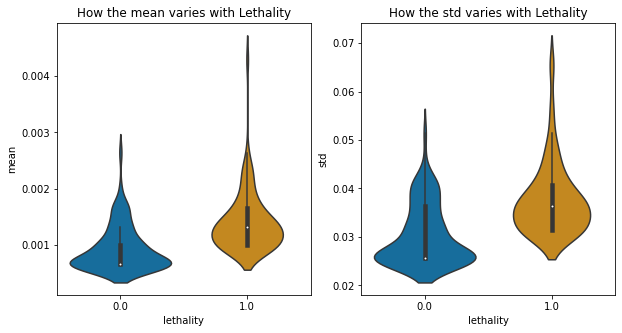 How the mean varies with Lethality
mean
0.004
0.003
0.002
0.001
0.0
1.0
lethality
How the std varies with Lethality
std
0.07
0.06
0.05
0.04
0.03
0.02
0.0
1.0
lethality